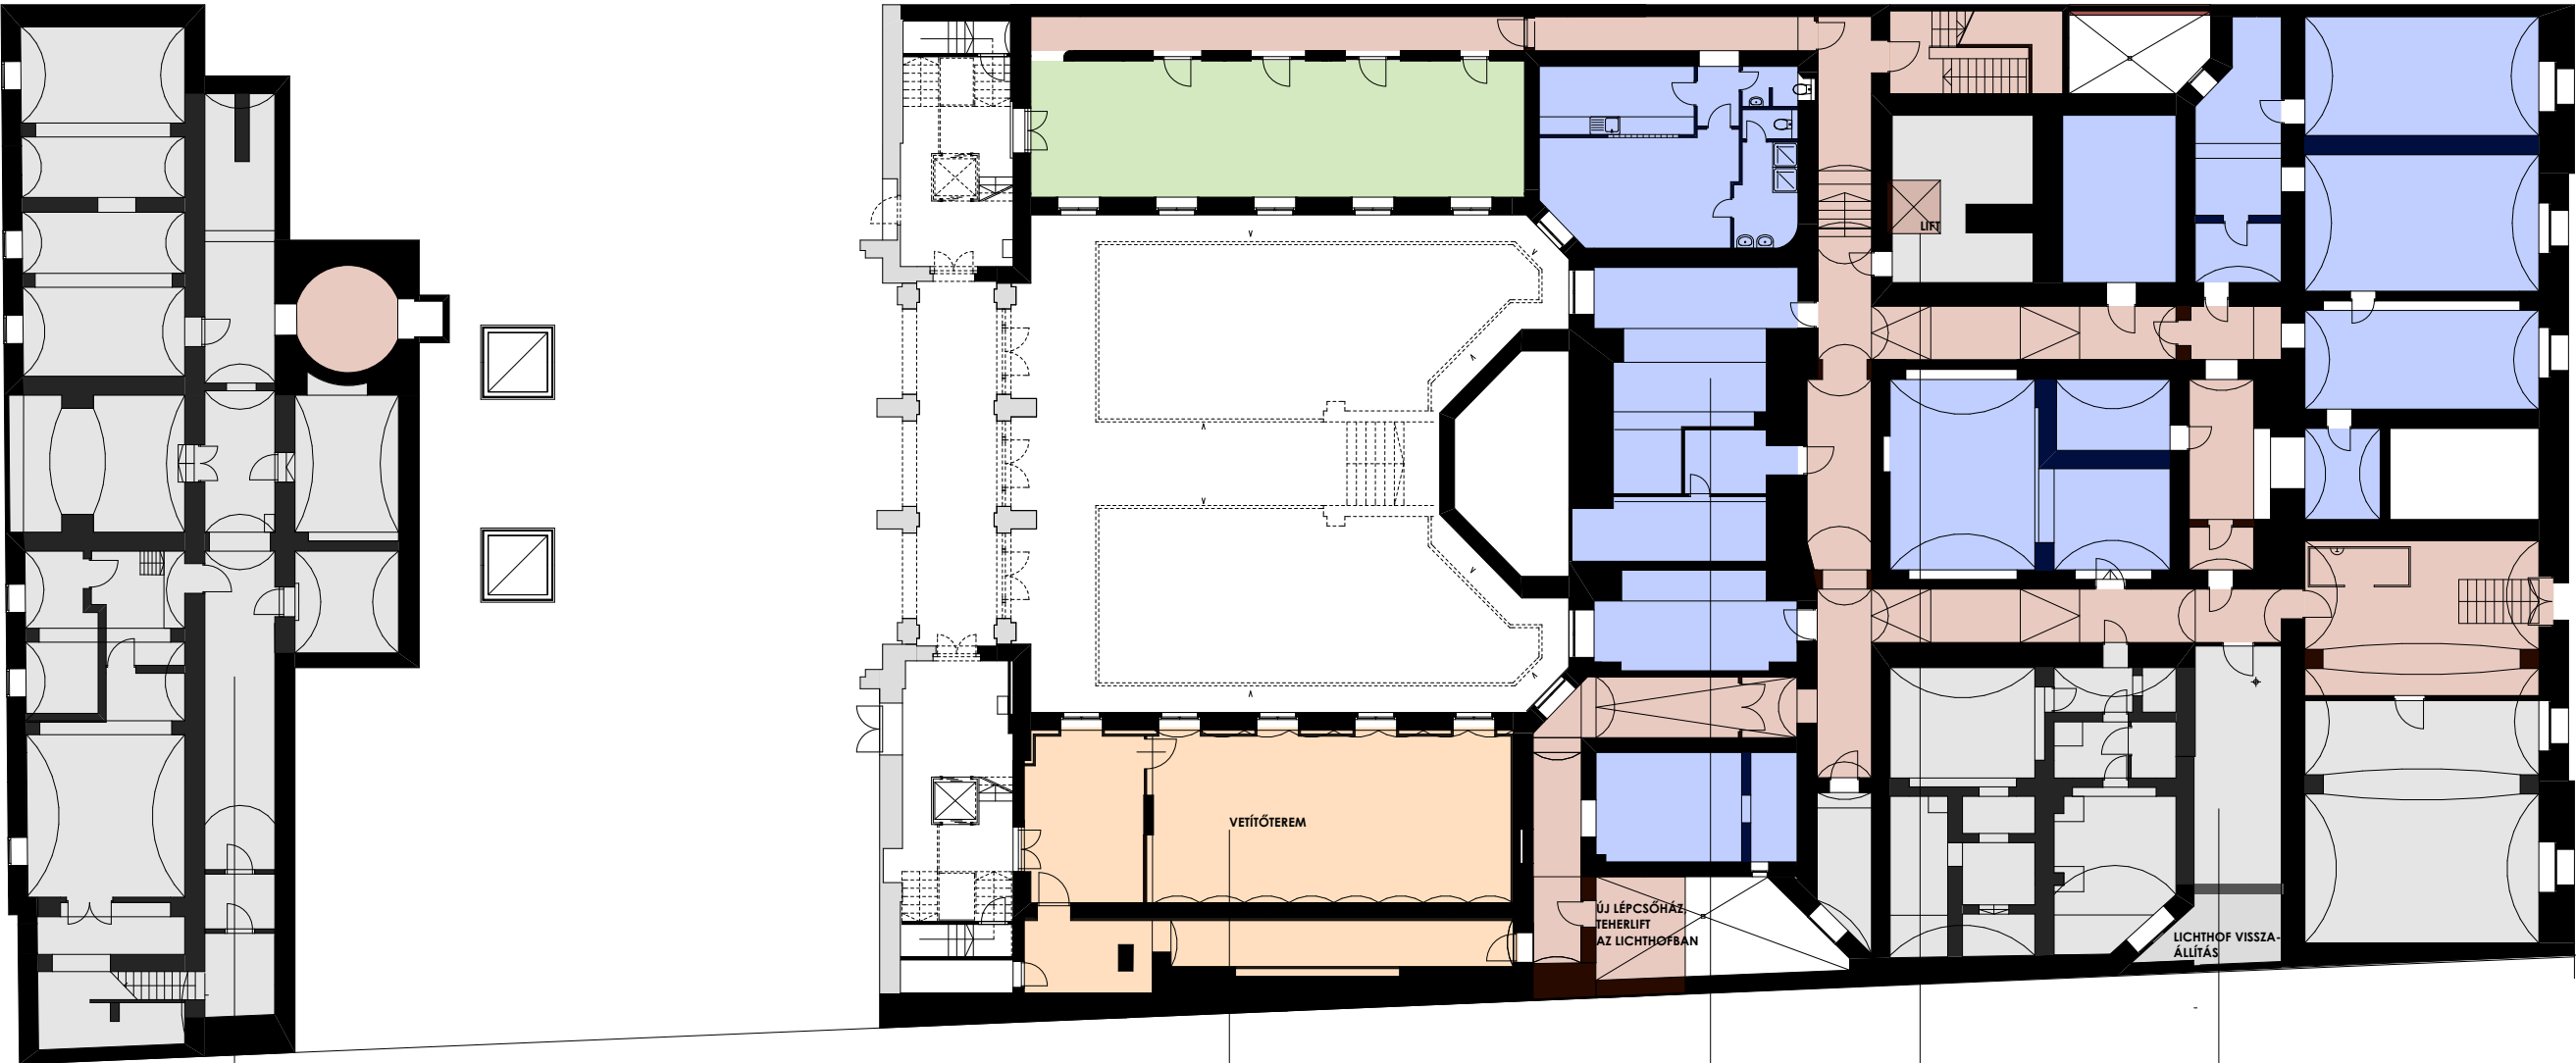 LIFT
VETÍTŐTEREM
ÚJ LÉPCSŐHÁZ,
TEHERLIFT
AZ LICHTHOFBAN
LICHTHOF VISSZA-
ÁLLÍTÁS